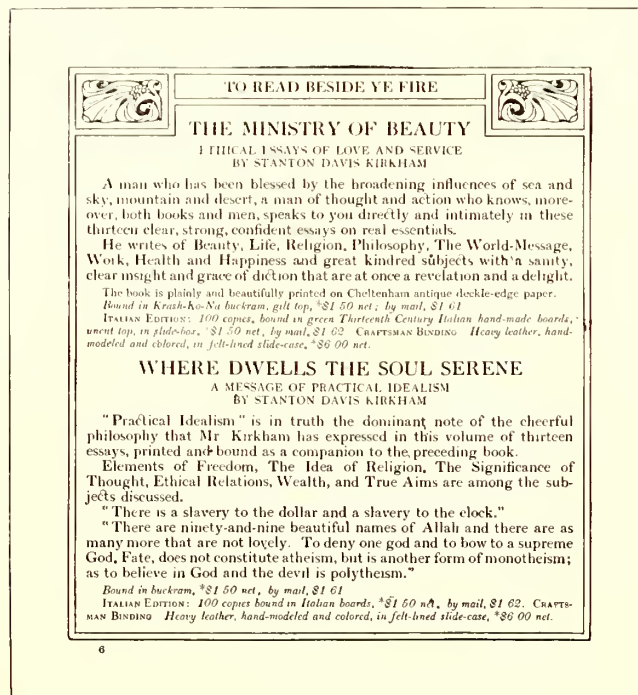 TO READ BESIDE YE FIRE
THE MINISTRY OF BEAUTY
ETHICAL ESSAYS OF LOVE AND SERVICE
BY STANTON DAVIS KIRKHAM
A man who has been blessed by the broadening influences of sea and
sky, mountain and desert, a man of thought and action who knows, more-
over, both books and men, speaks to you directly and intimately in these
thirteen clear, strong, confident essays on real essentials.
He writes of Beauty, Life, Religion, Philosophy, The World-Message,
Work, Health and Happiness and great kindred subjects with a sanity,
clear insight and grace of diction that are at once a revelation and a delight.
The book is plainly and beautifully printed on Cheltenham antique deckle-edge paper.
Bound in Krash-Ko-Na buckram, gilt top, *$1 50 net; by mail, $1 61
ITALIAN EDITION: 100 copies, bound in green Thirteenth Century Italian hand-made boards,
uncut top, in slide-box, *$1 50 net, by mail, $1 62 CRAFTSMAN BINDING Heavy leather, hand-
modeled and colored, in felt-lined slide-case, *$6 00 net.
WHERE DWELLS THE SOUL SERENE
A MESSAGE OF PRACTICAL IDEALISM
BY STANTON DAVIS KIRKHAM
"Practical Idealism" is in truth the dominant note of the cheerful
philosophy that Mr Kirkham has expressed in this volume of thirteen
essays, printed and bound as a companion to the preceding book.
Elements of Freedom, The Idea of Religion, The Significance of
Thought, Ethical Relations, Wealth, and True Aims are among the sub-
jects discussed.
"There is a slavery to the dollar and a slavery to the clock."
"There are ninety-and-nine beautiful names of Allah and there are as
many more that are not lovely. To deny one god and to bow to a supreme
God, Fate, does not constitute atheism, but is another form of monotheism;
as to believe in God and the devil is polytheism."
Bound in buckram, *$1 50 net, by mail, $1 61
ITALIAN EDITION: 100 copies bound in Italian boards, *$1 50 net, by mail, $1 62. CRAFTS-
MAN BINDING Heavy leather, hand-modeled and colored, in felt-lined slide-case, *$6 00 net.
6